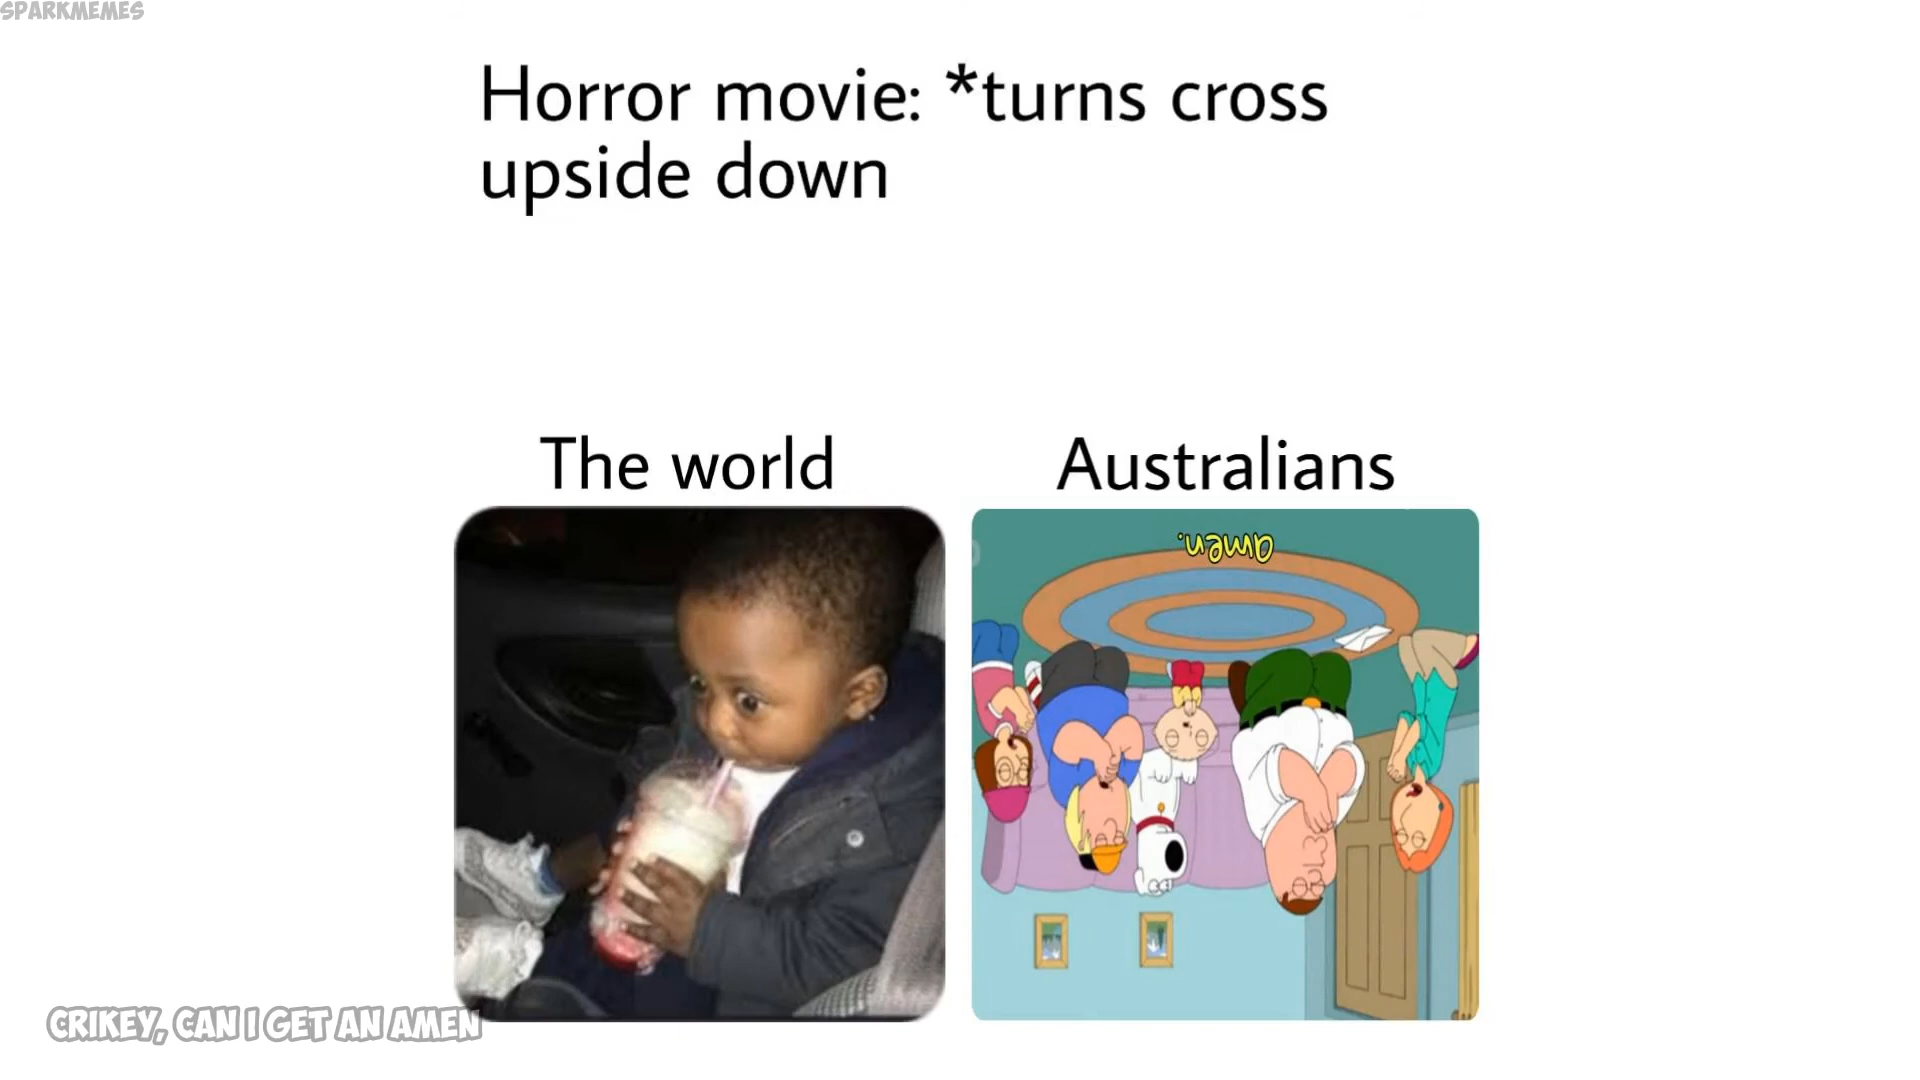 SPARKMEMES
Horror movie: *turns cross
upside down
The world
Australians
amen.
CRIKEY, CAN I GET AN AMEN